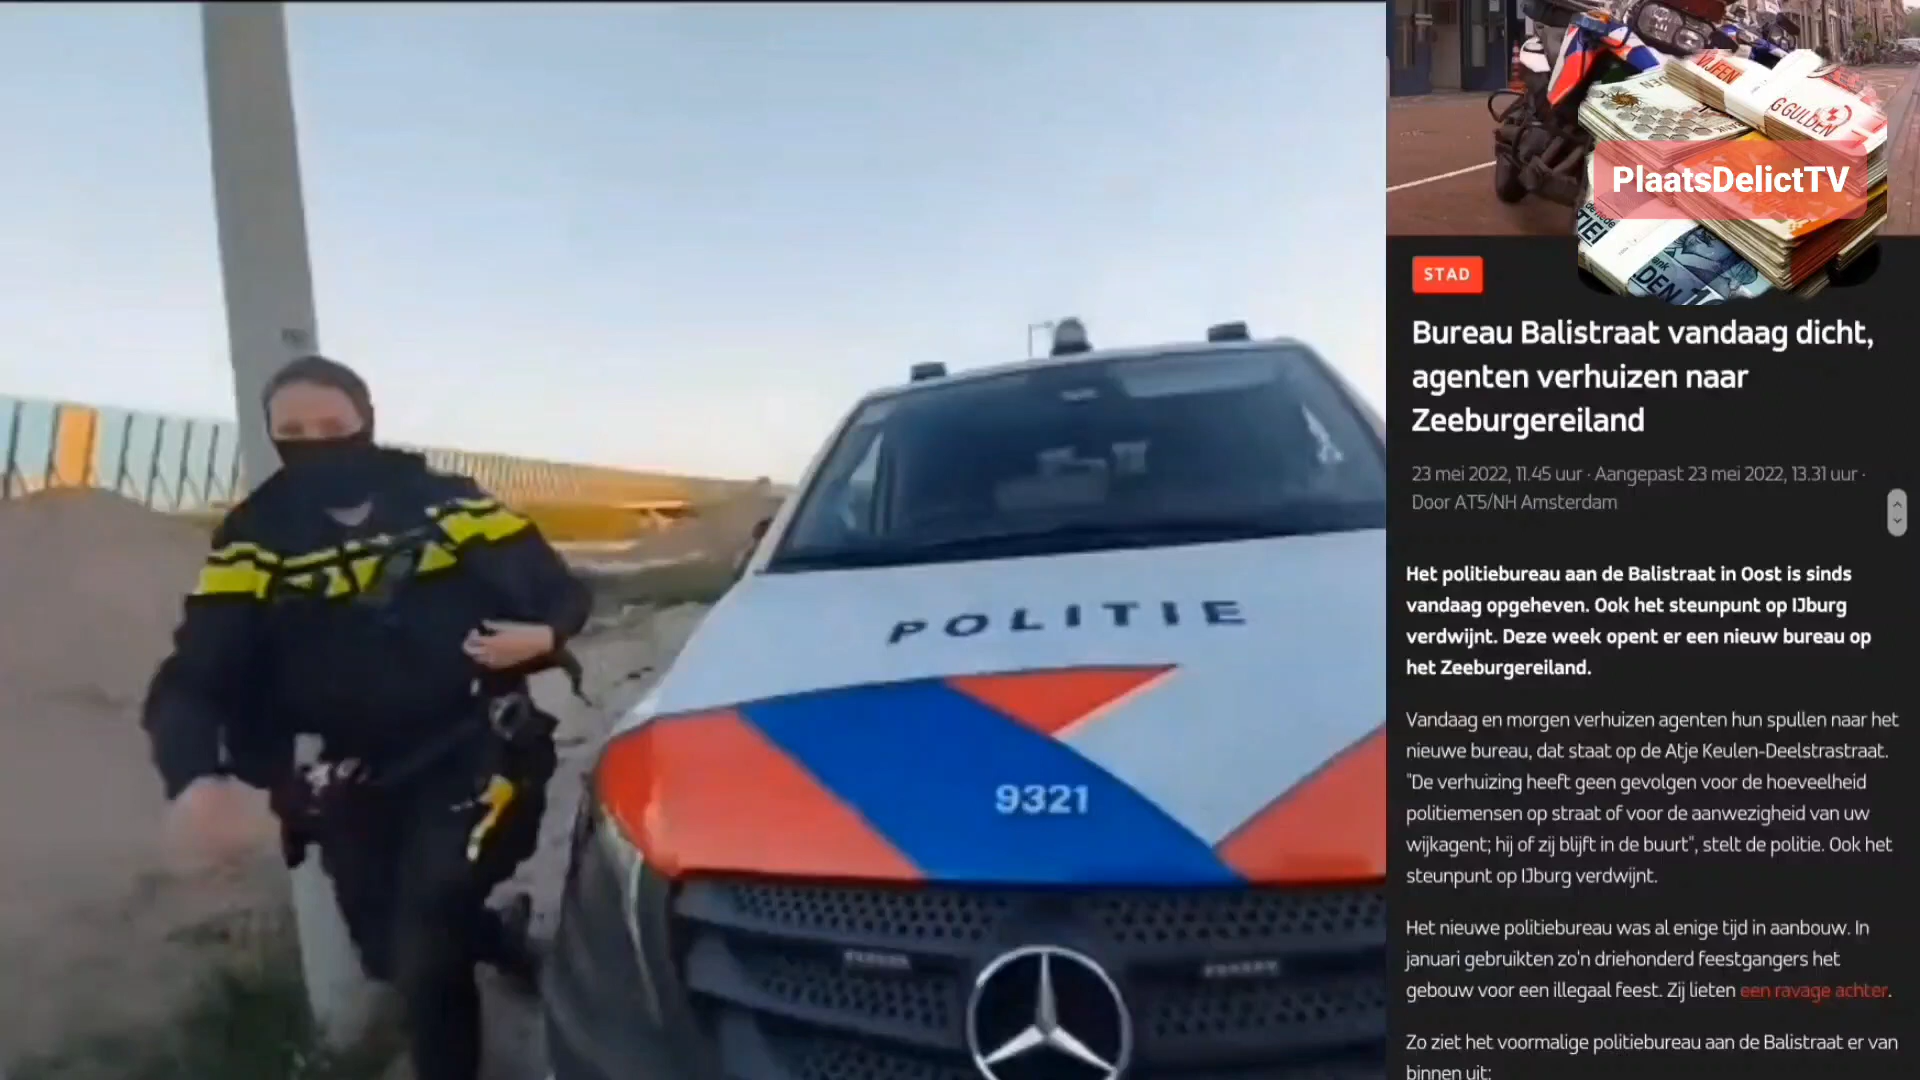 POLITIE
9321
VIJFEN
G GULDEN
PlaatsDelictTV
STAD
Bureau Balistraat vandaag dicht,
agenten verhuizen naar
Zeeburgereiland
23 mei 2022, 11.45 uur · Aangepast 23 mei 2022, 13.31 uur ·
Door AT5/NH Amsterdam
Het politiebureau aan de Balistraat in Oost is sinds
vandaag opgeheven. Ook het steunpunt op IJburg
verdwijnt. Deze week opent er een nieuw bureau op
het Zeeburgereiland.
Vandaag en morgen verhuizen agenten hun spullen naar het
nieuwe bureau, dat staat op de Atje Keulen-Deelstrastraat.
"De verhuizing heeft geen gevolgen voor de hoeveelheid
politiemensen op straat of voor de aanwezigheid van uw
wijkagent; hij of zij blijft in de buurt", stelt de politie. Ook het
steunpunt op IJburg verdwijnt.
Het nieuwe politiebureau was al enige tijd in aanbouw. In
januari gebruikten zo'n driehonderd feestgangers het
gebouw voor een illegaal feest. Zij lieten een ravage achter.
Zo ziet het voormalige politiebureau aan de Balistraat er van
binnen uit: